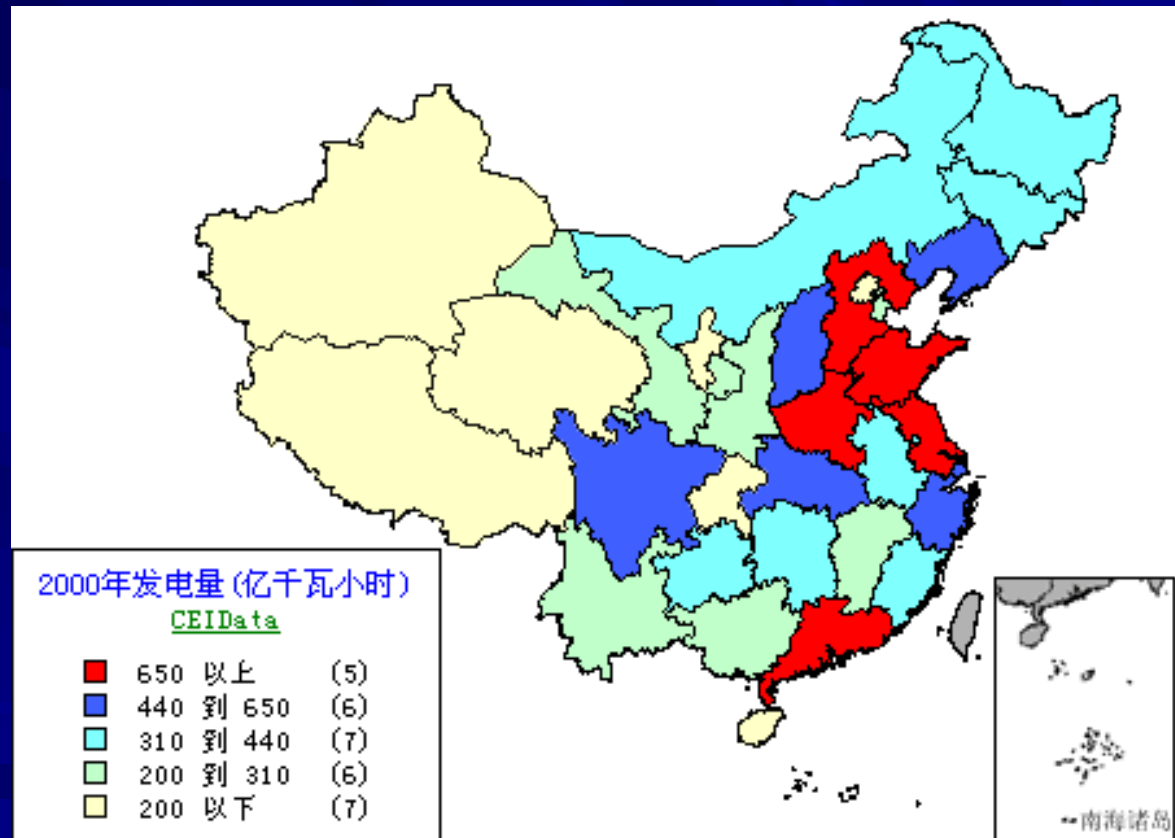 2000年发电量(亿千瓦小时)
CEIData
650 以上 (5)
440 到 650 (6)
310 到 440 (7)
200 到 310 (6)
200 以下 (7)
南海诸岛